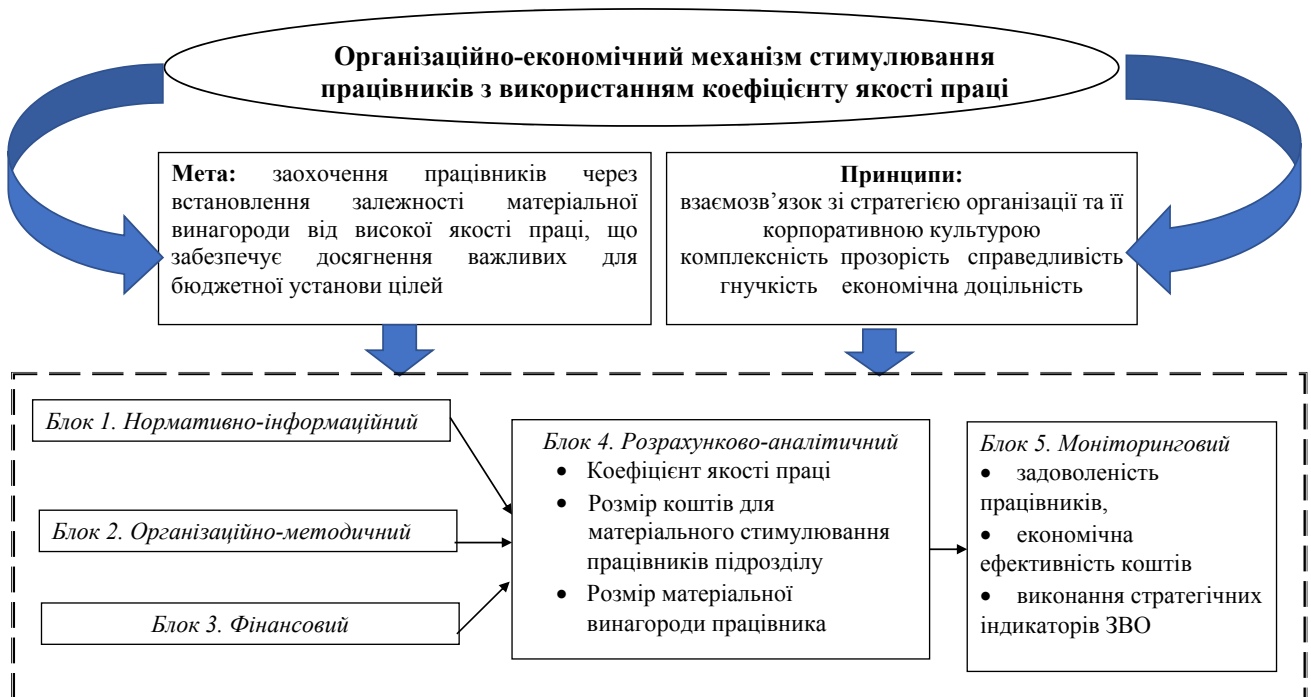 Організаційно-економічний механізм стимулювання
працівників з використанням коефіцієнту якості праці
Мета: заохочення працівників через
встановлення залежності матеріальної
винагороди від високої якості праці, що
забезпечує досягнення важливих для
бюджетної установи цілей
Принципи:
взаємозв’язок зі стратегією організації та її
корпоративною культурою
комплексність прозорість справедливість
гнучкість економічна доцільність
Блок 1. Нормативно-інформаційний
Блок 2. Організаційно-методичний
Блок 3. Фінансовий
Блок 4. Розрахунково-аналітичний
• Коефіцієнт якості праці
• Розмір коштів для
матеріального стимулювання
працівників підрозділу
• Розмір матеріальної
винагороди працівника
Блок 5. Моніторинговий
• задоволеність
працівників,
• економічна
ефективність коштів
• виконання стратегічних
індикаторів ЗВО